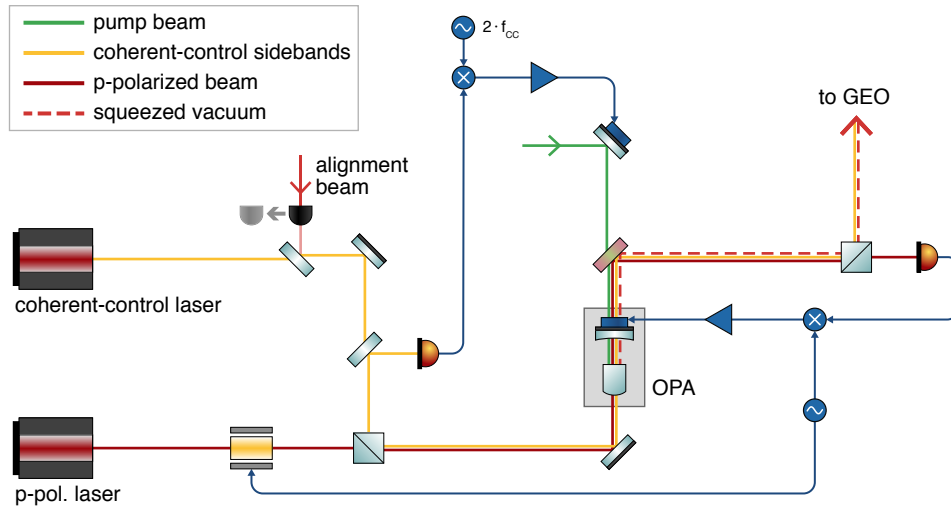 pump beam
coherent-control sidebands
p-polarized beam
squeezed vacuum
2·f_CC
to GEO
alignment
beam
coherent-control laser
OPA
p-pol. laser